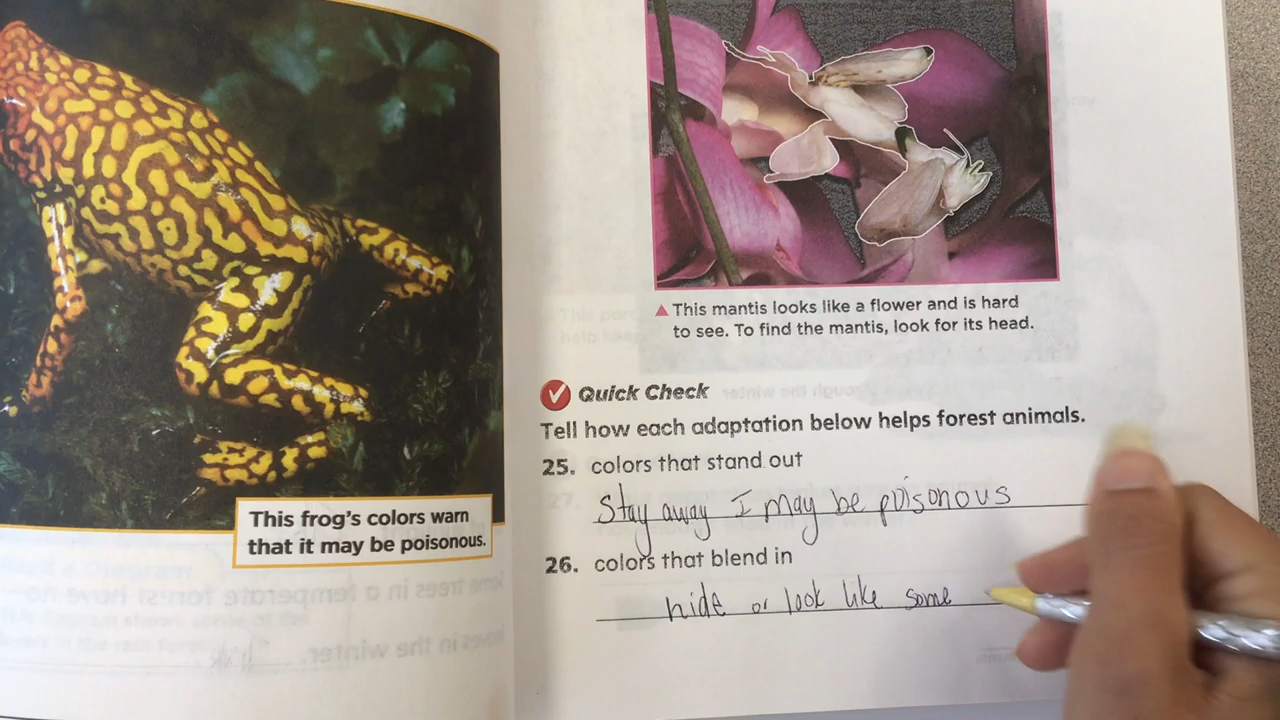 This frog's colors warn
that it may be poisonous.
▲ This mantis looks like a flower and is hard
to see. To find the mantis, look for its head.
Quick Check
Tell how each adaptation below helps forest animals.
25. colors that stand out
Stay away I may be poisonous
26. colors that blend in
hide or look like some